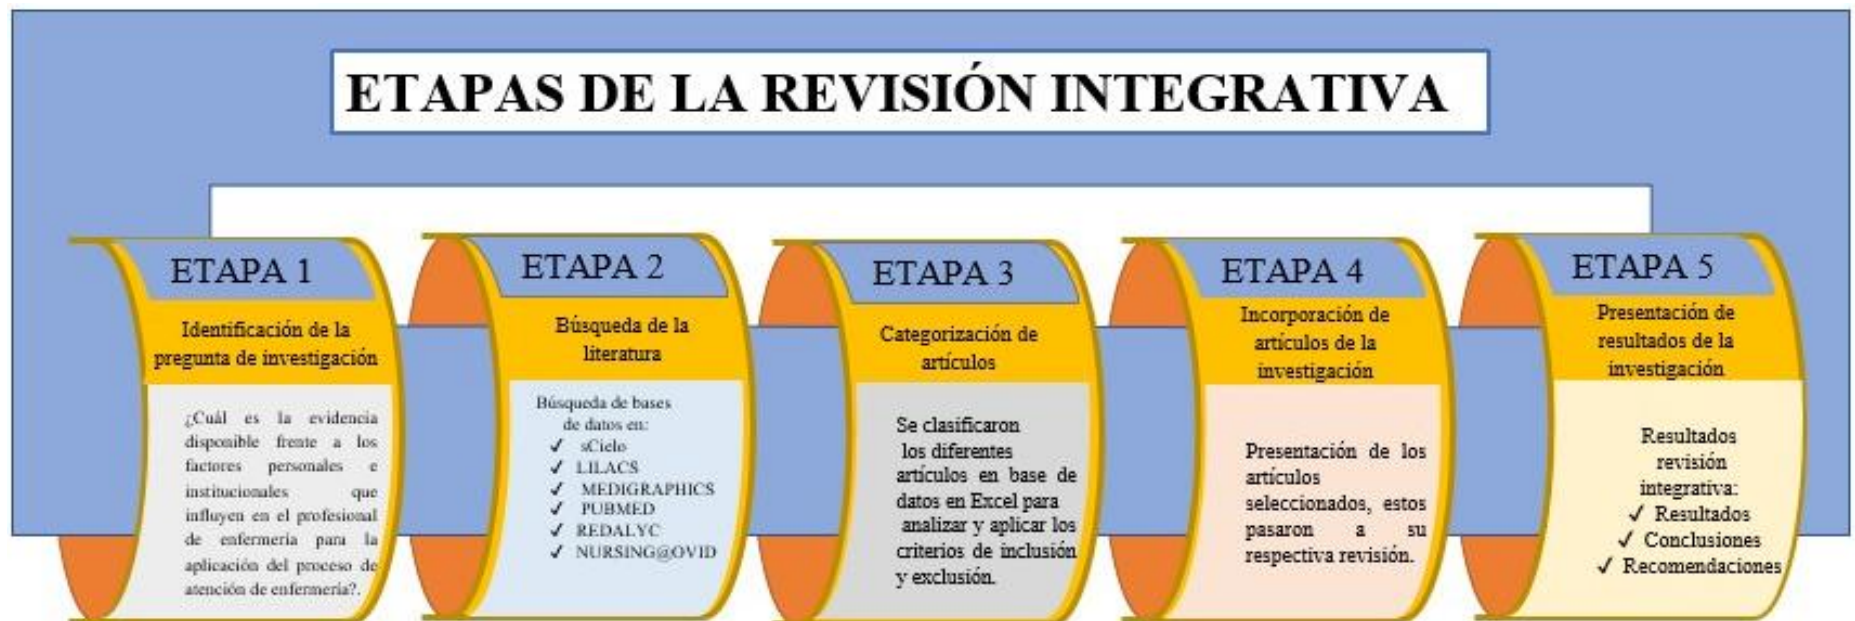 ETAPAS DE LA REVISIÓN INTEGRATIVA
ETAPA 1
Identificación de la
pregunta de investigación
¿Cuál es la evidencia
disponible frente a los
factores personales e
institucionales que
influyen en el profesional
de enfermería para la
aplicación del proceso de
atención de enfermería?.
ETAPA 2
Búsqueda de la
literatura
Búsqueda de bases
de datos en:
✓ sCielo
✓ LILACS
✓ MEDIGRAPHICS
✓ PUBMED
✓ REDALYC
✓ NURSING@OVID
ETAPA 3
Categorización de
artículos
Se clasificaron
los diferentes
artículos en base de
datos en Excel para
analizar y aplicar los
criterios de inclusión
y exclusión.
ETAPA 4
Incorporación de
artículos de la
investigación
Presentación de los
artículos
seleccionados, estos
pasaron a su
respectiva revisión.
ETAPA 5
Presentación de
resultados de la
investigación
Resultados
revisión
integrativa:
✓ Resultados
✓ Conclusiones
✓ Recomendaciones